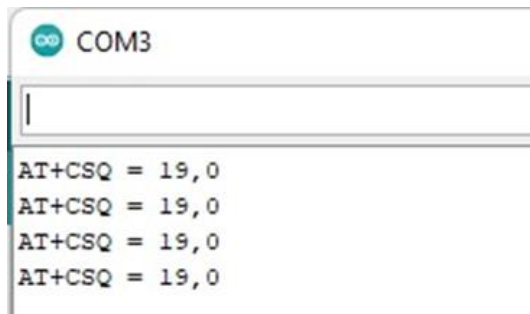 COM3
AT+CSQ = 19,0
AT+CSQ = 19,0
AT+CSQ = 19,0
AT+CSQ = 19,0